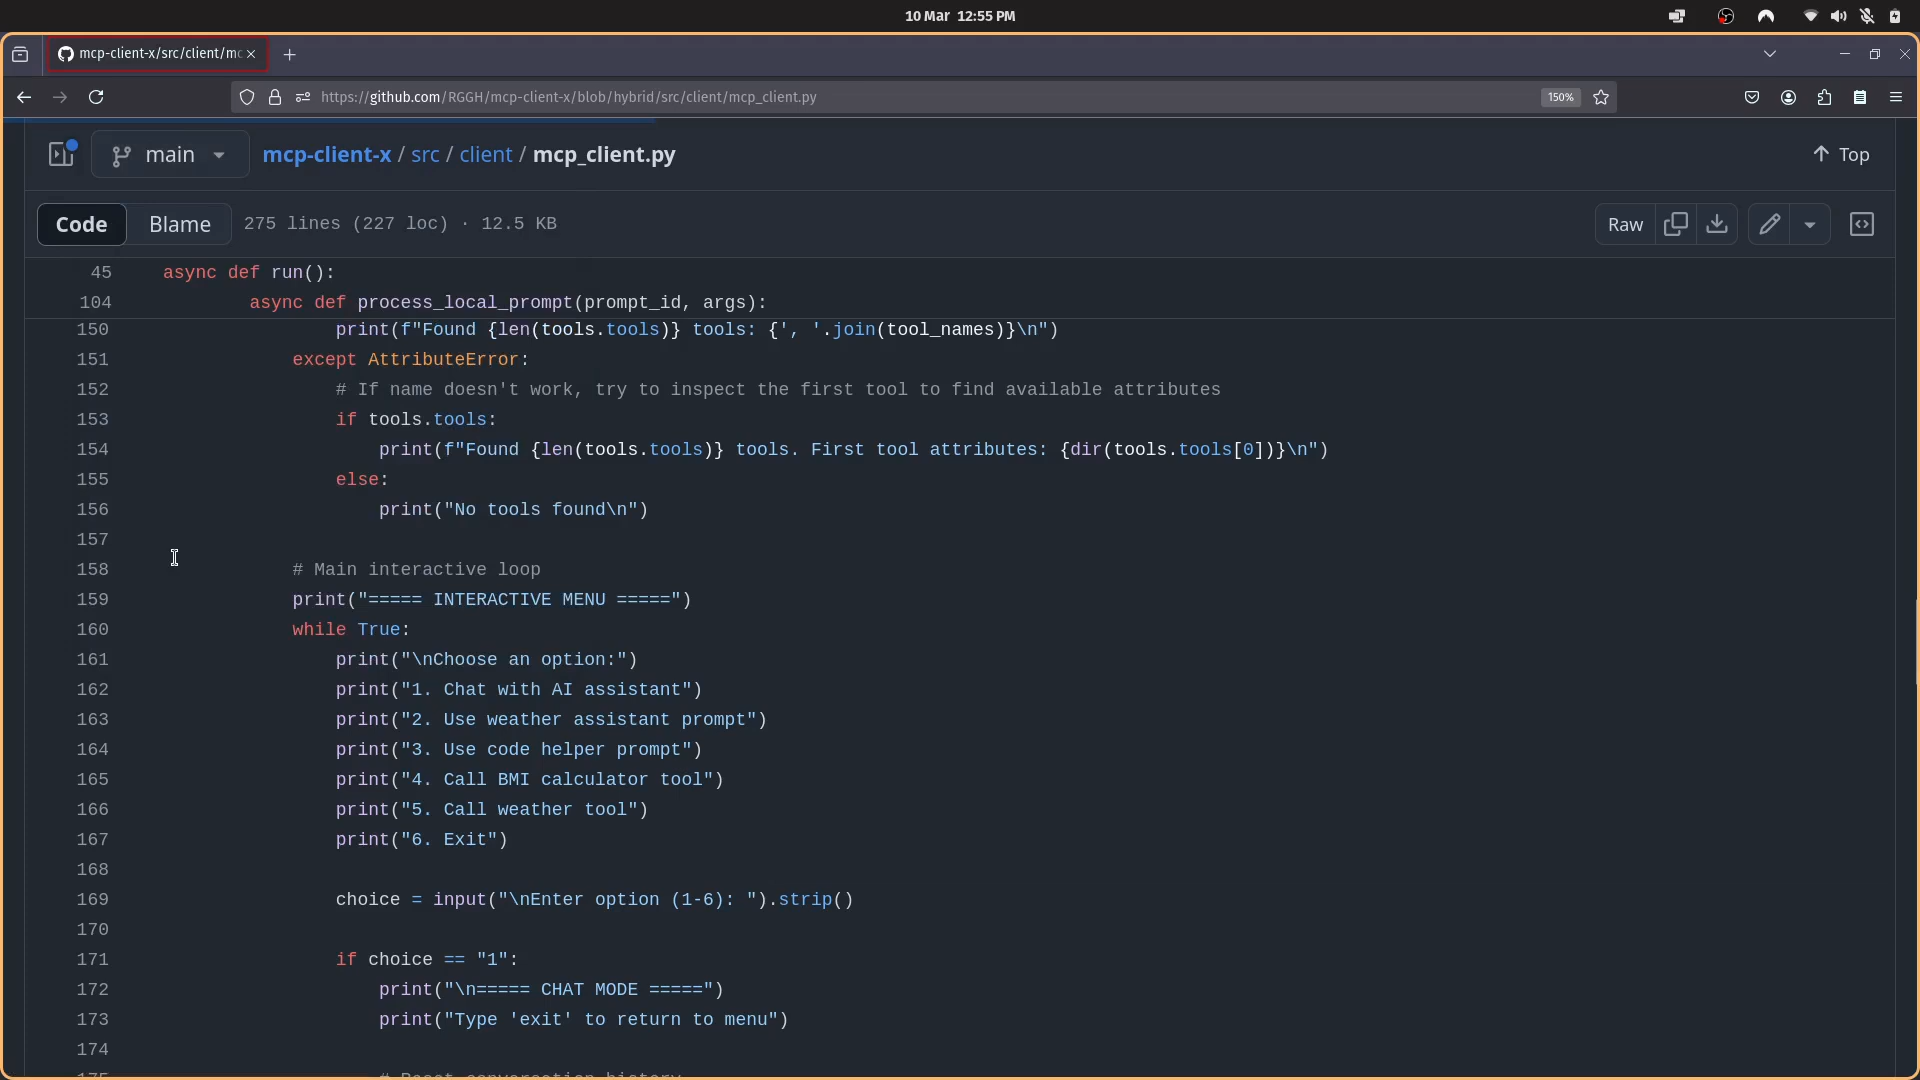 10 Mar 12:55 PM
mcp-client-x/src/client/mc
https://github.com/RGGH/mcp-client-x/blob/hybrid/src/client/mcp_client.py
150%
main
mcp-client-x / src / client / mcp_client.py
Top
Code
Blame
275 lines (227 loc) · 12.5 KB
Raw
45 async def run():
104 async def process_local_prompt(prompt_id, args):
150 print(f"Found {len(tools.tools)} tools: {', '.join(tool_names)}\n")
151 except AttributeError:
152 # If name doesn't work, try to inspect the first tool to find available attributes
153 if tools.tools:
154 print(f"Found {len(tools.tools)} tools. First tool attributes: {dir(tools.tools[0])}\n")
155 else:
156 print("No tools found\n")
157
158 # Main interactive loop
159 print("===== INTERACTIVE MENU =====")
160 while True:
161 print("\nChoose an option:")
162 print("1. Chat with AI assistant")
163 print("2. Use weather assistant prompt")
164 print("3. Use code helper prompt")
165 print("4. Call BMI calculator tool")
166 print("5. Call weather tool")
167 print("6. Exit")
168
169 choice = input("\nEnter option (1-6): ").strip()
170
171 if choice == "1":
172 print("\n===== CHAT MODE =====")
173 print("Type 'exit' to return to menu")
174
175 # Reset conversation history